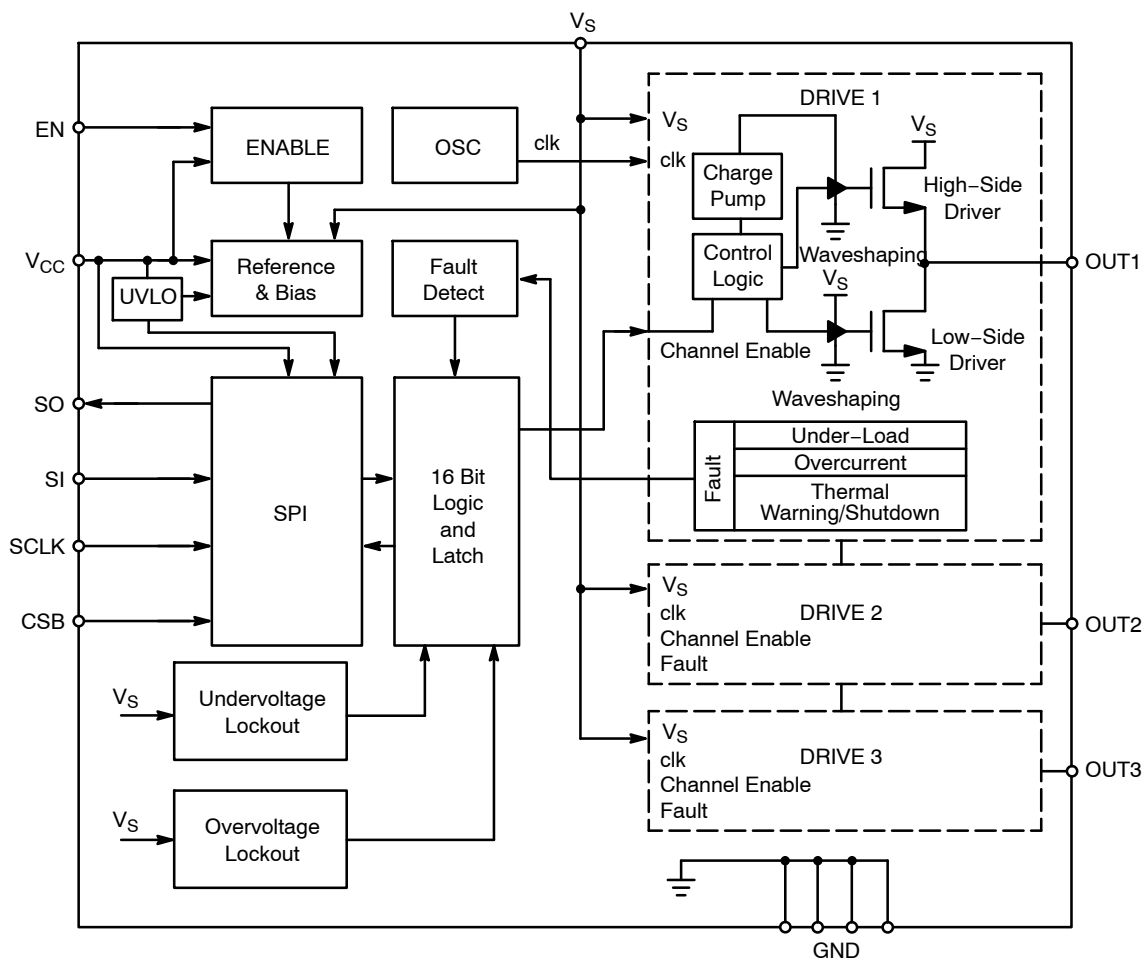 VS
EN
ENABLE
OSC
clk
VCC
UVLO
Reference
& Bias
Fault
Detect
SO
SI
SCLK
CSB
SPI
16 Bit
Logic
and
Latch
VS
Undervoltage
Lockout
VS
Overvoltage
Lockout
DRIVE 1
VS
clk
Charge
Pump
Control
Logic
VS
High−Side
Driver
Waveshaping
VS
Channel Enable
Low−Side
Driver
Waveshaping
Fault
Under−Load
Overcurrent
Thermal
Warning/Shutdown
OUT1
VS
clk
Channel Enable
Fault
DRIVE 2
OUT2
VS
clk
Channel Enable
Fault
DRIVE 3
OUT3
GND